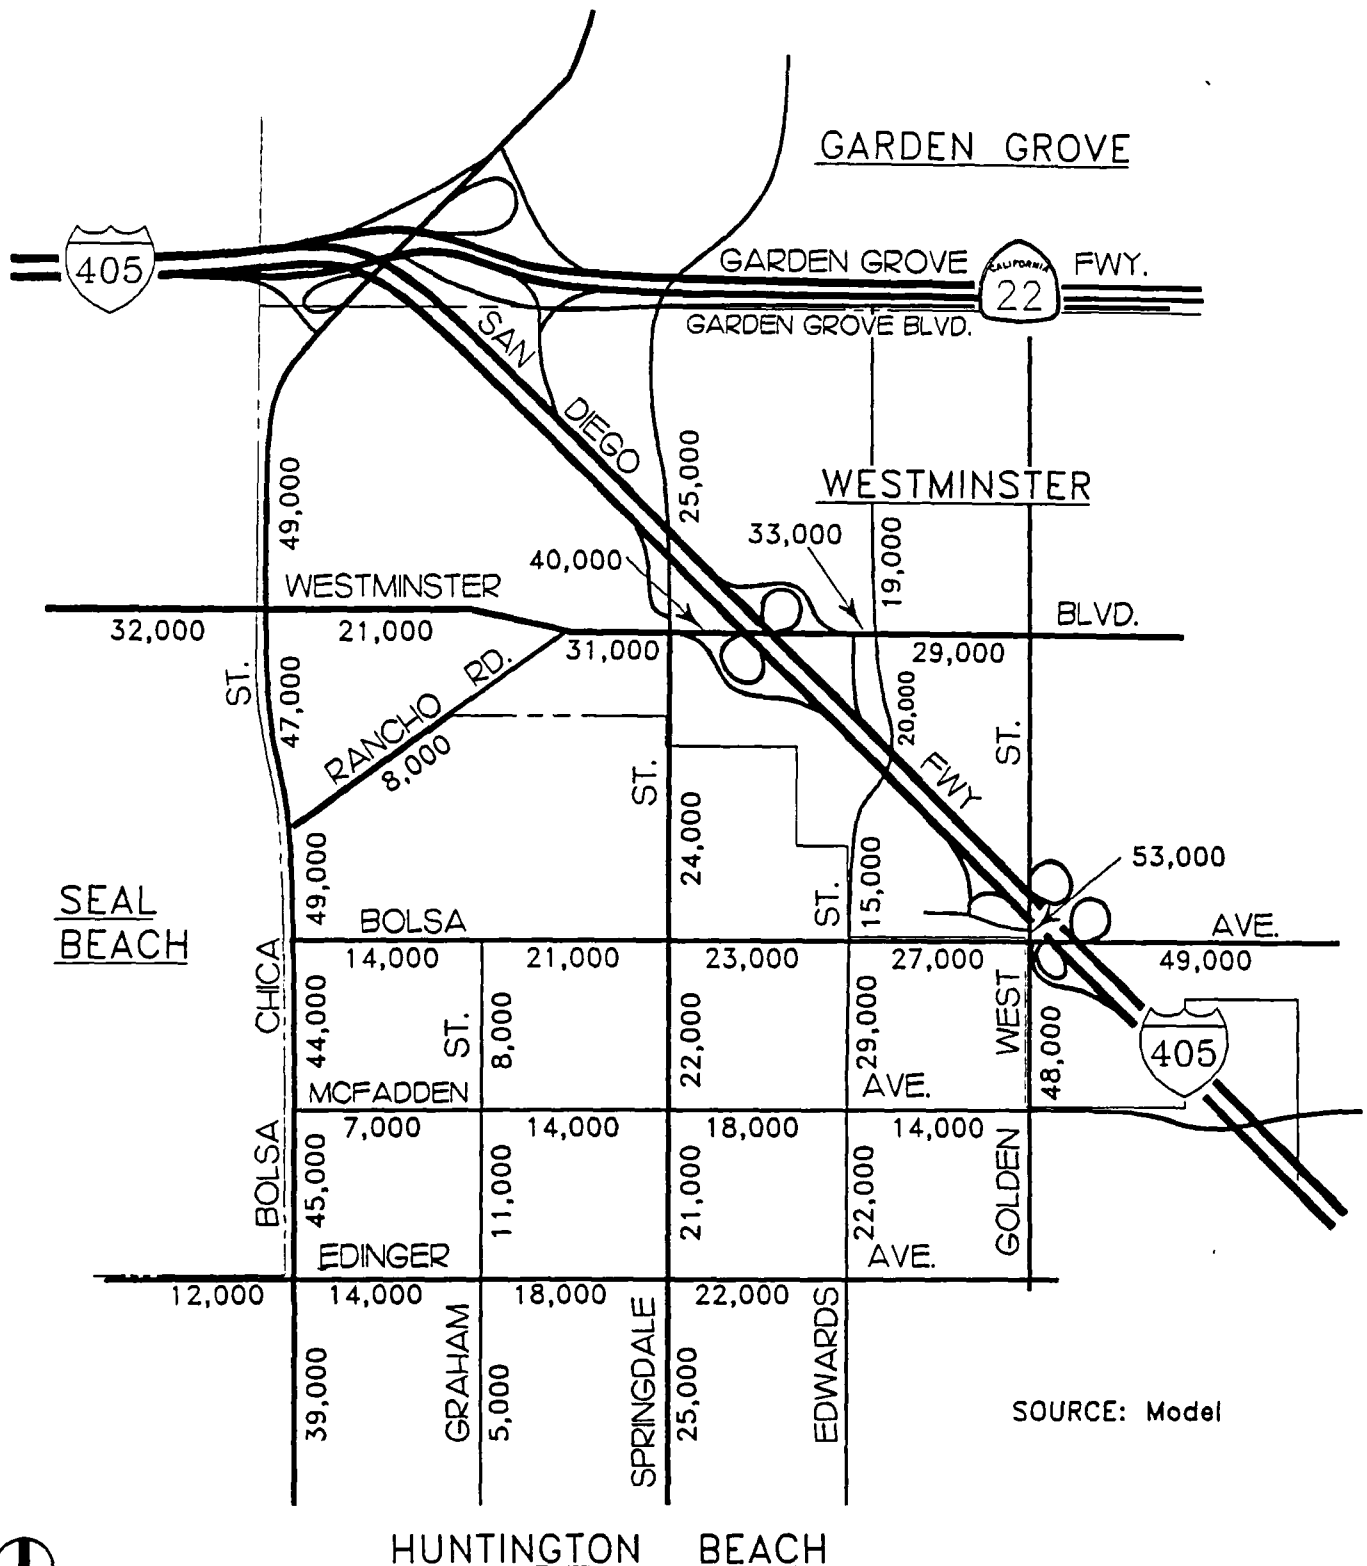 GARDEN GROVE
405
GARDEN GROVE
CALIFORNIA
22
FWY.
GARDEN GROVE BLVD.
SAN
DIEGO
FWY
49,000
25,000
WESTMINSTER
33,000
19,000
40,000
WESTMINSTER
BLVD.
32,000
21,000
31,000
29,000
ST.
47,000
RANCHO RD.
8,000
20,000
ST.
ST.
24,000
53,000
SEAL
BEACH
49,000
15,000
ST.
BOLSA
AVE.
14,000
21,000
23,000
27,000
49,000
CHICA
44,000
ST.
8,000
22,000
29,000
WEST
48,000
405
MCFADDEN
AVE.
7,000
14,000
18,000
14,000
BOLSA
45,000
11,000
21,000
22,000
GOLDEN
EDINGER
AVE.
12,000
14,000
18,000
22,000
39,000
GRAHAM
5,000
SPRINGDALE
25,000
EDWARDS
SOURCE: Model
HUNTINGTON BEACH